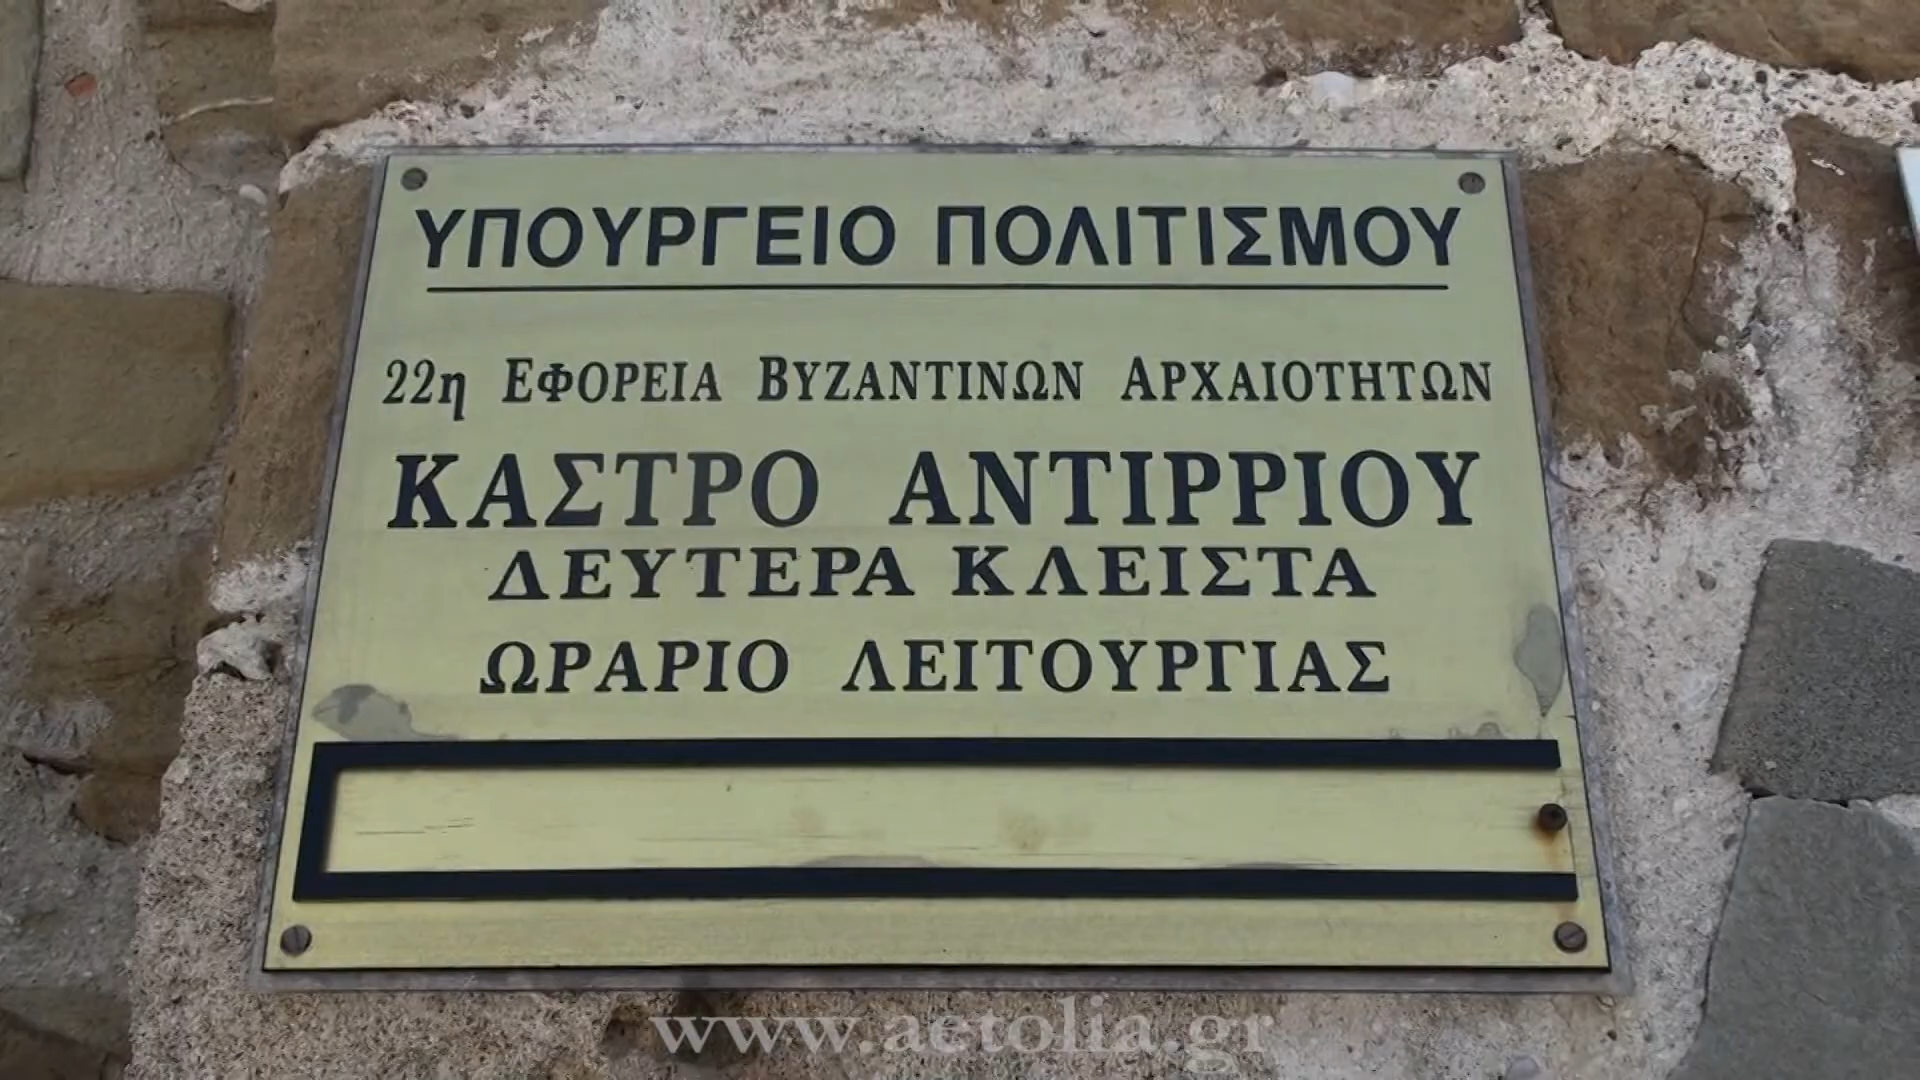 ΥΠΟΥΡΓΕΙΟ ΠΟΛΙΤΙΣΜΟΥ
22η ΕΦΟΡΕΙΑ ΒΥΖΑΝΤΙΝΩΝ ΑΡΧΑΙΟΤΗΤΩΝ
ΚΑΣΤΡΟ ΑΝΤΙΡΡΙΟΥ
ΔΕΥΤΕΡΑ ΚΛΕΙΣΤΑ
ΩΡΑΡΙΟ ΛΕΙΤΟΥΡΓΙΑΣ
www.aetolia.gr